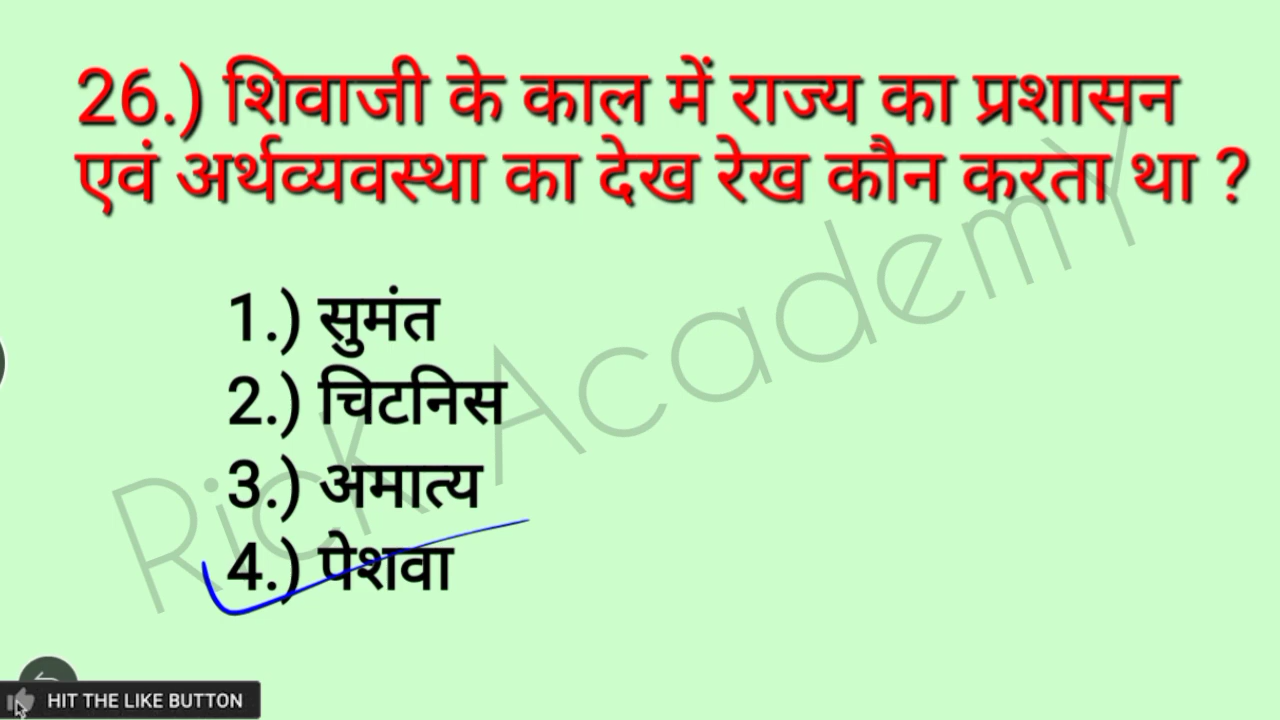 26.) शिवाजी के काल में राज्य का प्रशासन
एवं अर्थव्यवस्था का देख रेख कौन करता था ?
1.) सुमंत
2.) चिटनिस
3.) अमात्य
4.) पेशवा
Rick AcademY
HIT THE LIKE BUTTON